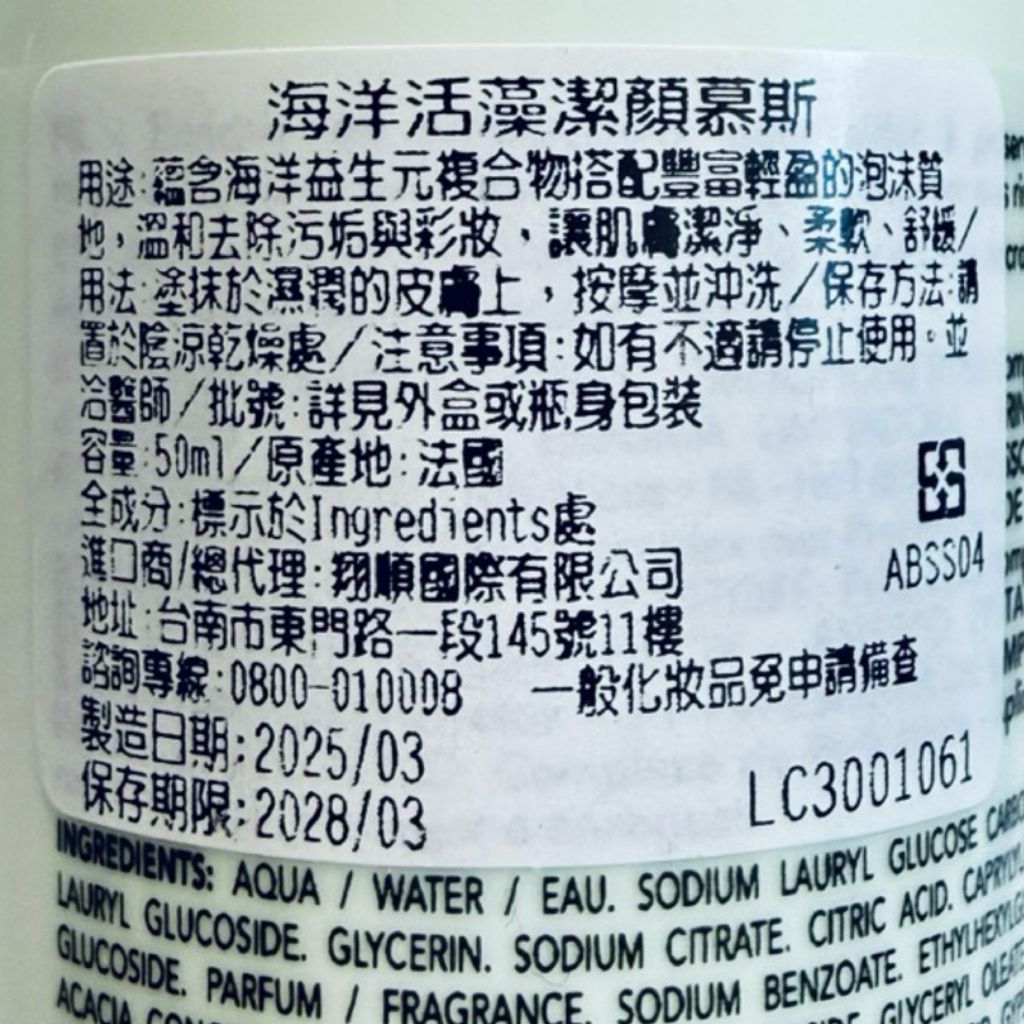 海洋活藻潔顏慕斯
用途:蘊含海洋益生元複合物搭配豐富輕盈的泡沫質
地,溫和去除污垢與彩妝,讓肌膚潔淨、柔軟、舒緩/
用法:塗抹於濕潤的皮膚上,按摩並沖洗/保存方法:請
置於陰涼乾燥處/注意事項:如有不適請停止使用。並
洽醫師/批號:詳見外盒或瓶身包裝
容量:50ml/原產地:法國
全成分:標示於Ingredients處
進口商/總代理:翔順國際有限公司
ABSS04
地址:台南市東門路一段145號11樓
諮詢專線:0800-010008 一般化妝品免申請備查
製造日期:2025/03
保存期限:2028/03
LC3001061
INGREDIENTS: AQUA / WATER / EAU. SODIUM LAURYL GLUCOSE
LAURYL GLUCOSIDE. GLYCERIN. SODIUM CITRATE. CITRIC ACID.
GLUCOSIDE. PARFUM / FRAGRANCE. SODIUM BENZOATE.
ACACIA GLYCERYL